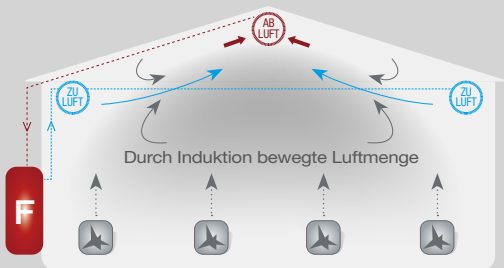 AB
LUFT
ZU
LUFT
ZU
LUFT
Durch Induktion bewegte Luftmenge
F